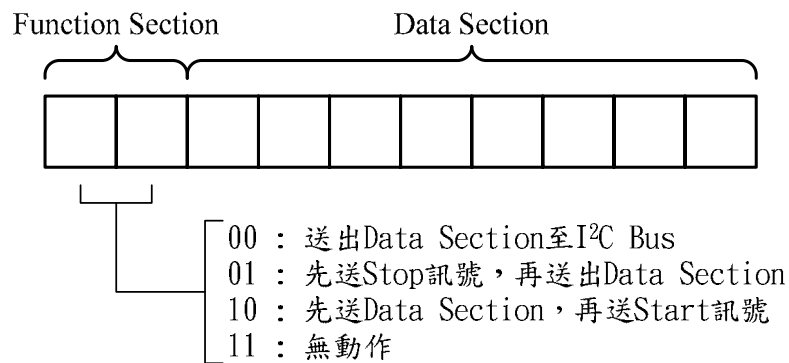 Function Section Data Section
00 : 送出Data Section至I²C Bus
01 : 先送Stop訊號，再送出Data Section
10 : 先送Data Section，再送Start訊號
11 : 無動作